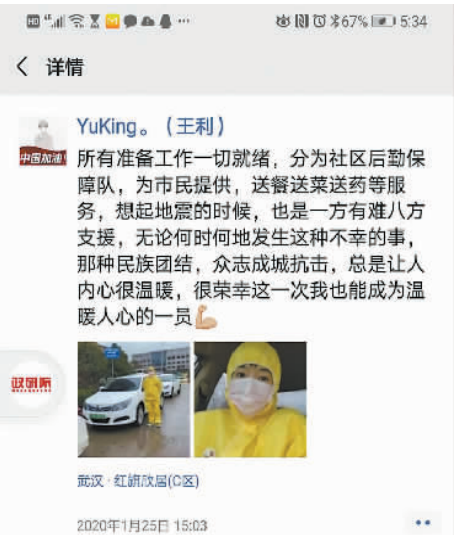 HD 4G 67% 5:34
详情
YuKing。（王利）
中国加油!
所有准备工作一切就绪，分为社区后勤保
障队，为市民提供，送餐送菜送药等服
务，想起地震的时候，也是一方有难八方
支援，无论何时何地发生这种不幸的事，
那种民族团结，众志成城抗击，总是让人
内心很温暖，很荣幸这一次我也能成为温
暖人心的一员
武汉·红旗欣居(C区)
2020年1月25日 15:03